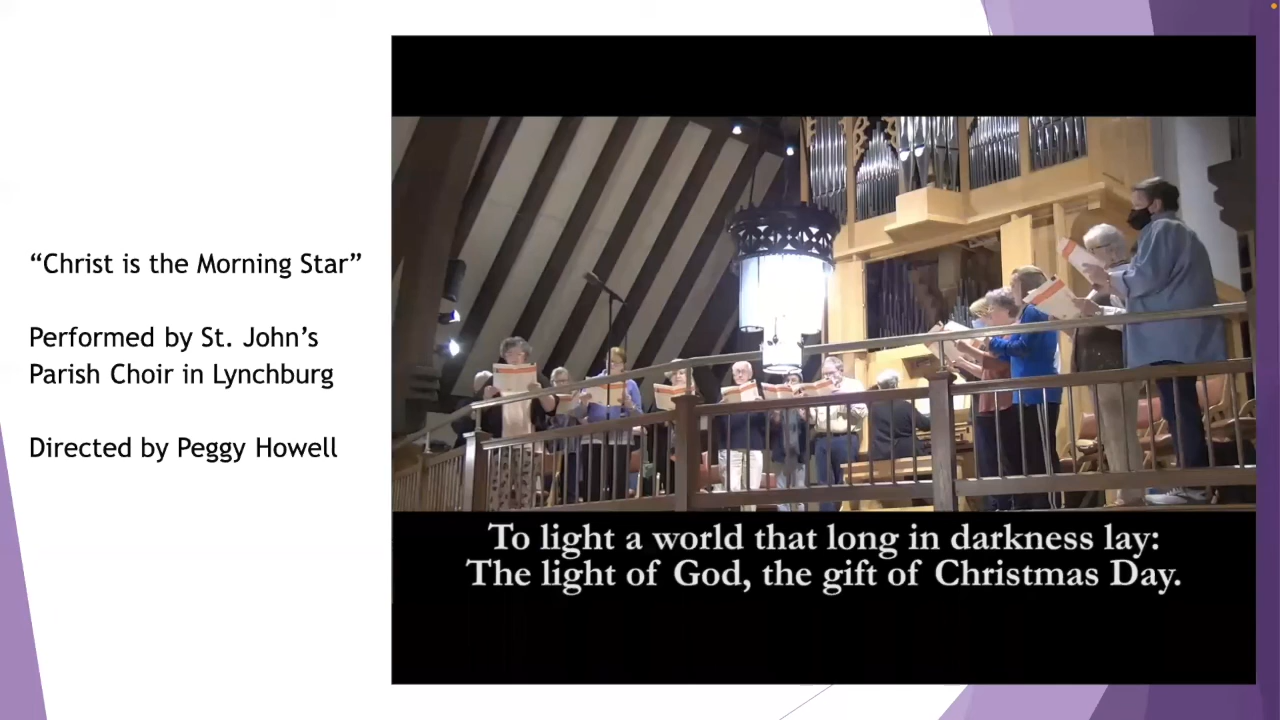 “Christ is the Morning Star”
Performed by St. John’s
Parish Choir in Lynchburg
Directed by Peggy Howell
To light a world that long in darkness lay:
The light of God, the gift of Christmas Day.